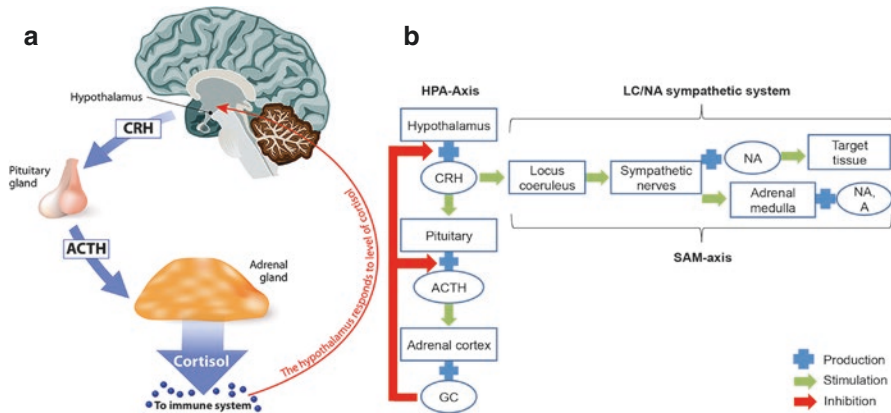 a
Hypothalamus
CRH
Pituitary
gland
ACTH
Adrenal
gland
Cortisol
To immune system
The hypothalamus responds to level of cortisol
b
HPA-Axis
LC/NA sympathetic system
Hypothalamus
CRH
Locus
coeruleus
Sympathetic
nerves
NA
Target
tissue
Adrenal
medulla
NA,
A
Pituitary
SAM-axis
ACTH
Adrenal cortex
GC
Production
Stimulation
Inhibition